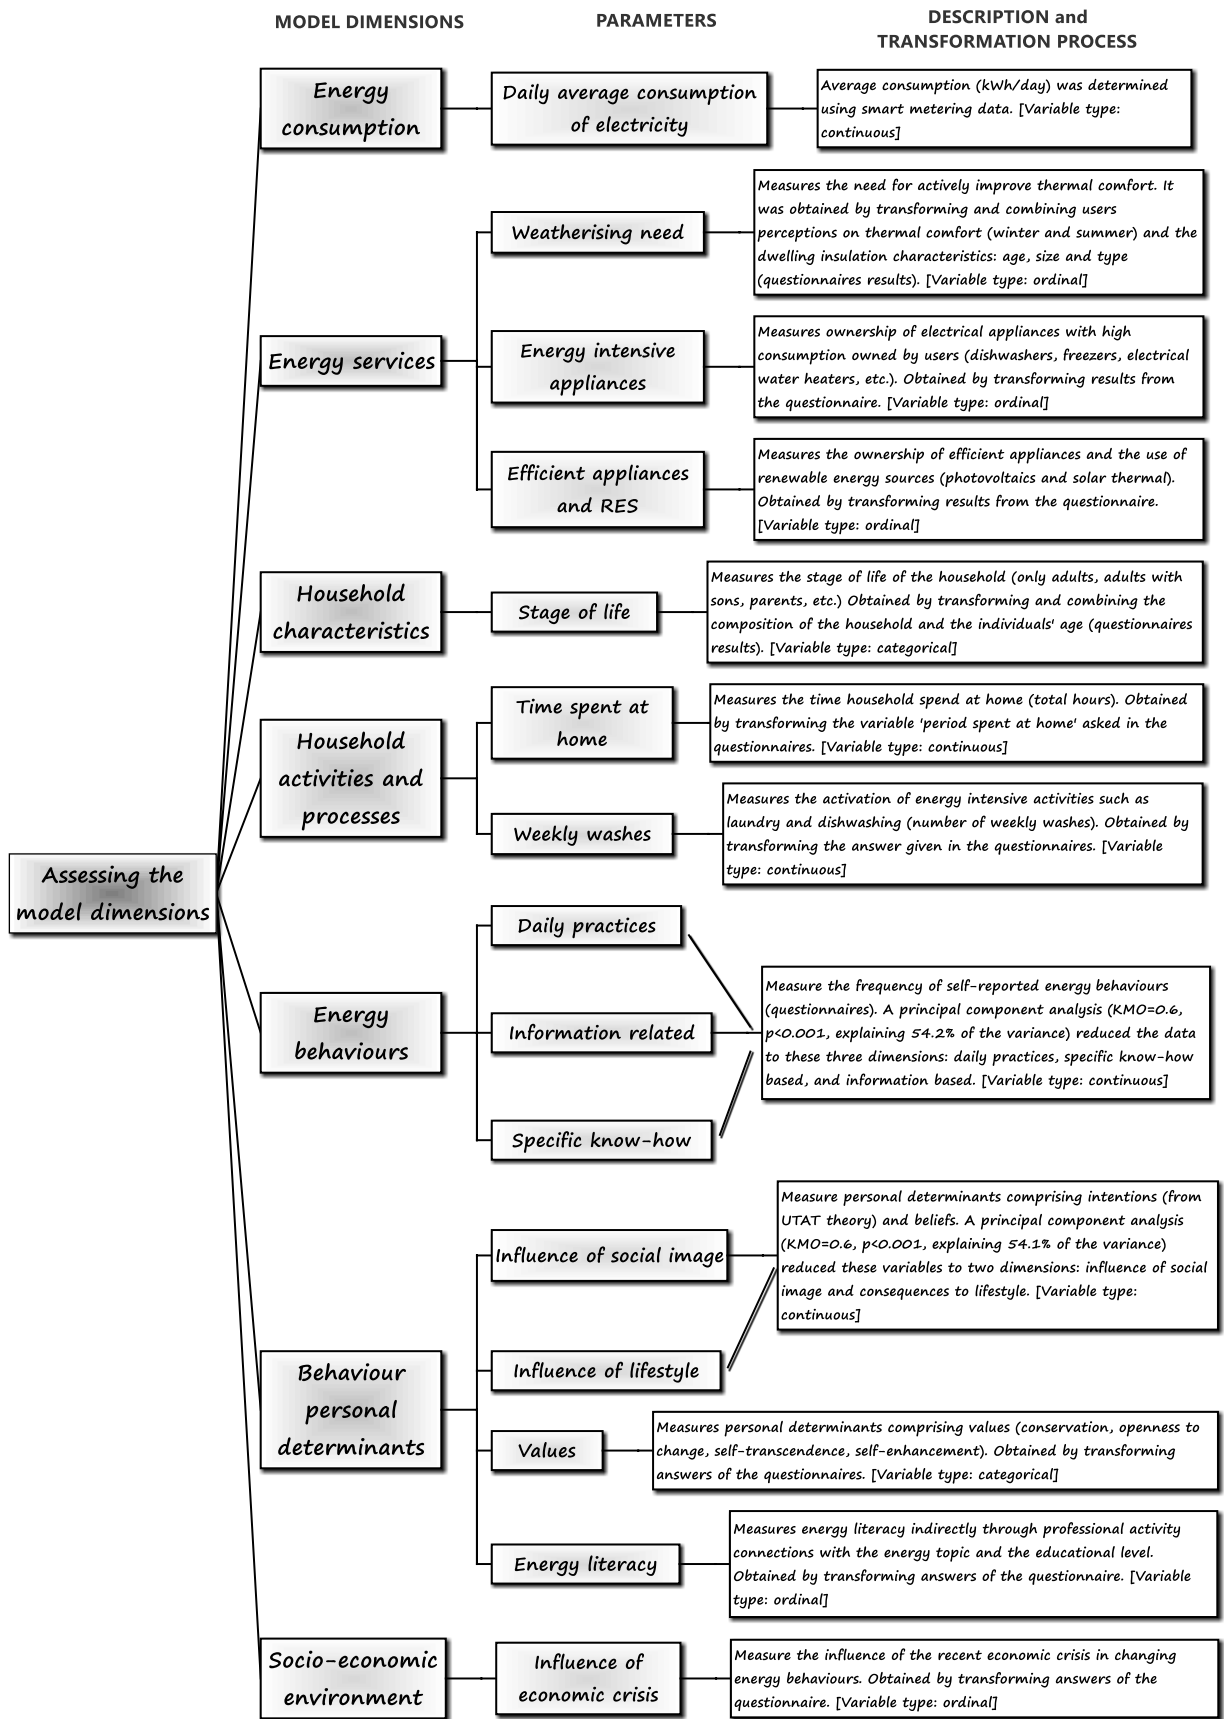 MODEL DIMENSIONS
PARAMETERS
DESCRIPTION and
TRANSFORMATION PROCESS
Energy
consumption
Daily average consumption
of electricity
Average consumption (kWh/day) was determined
using smart metering data. [Variable type:
continuous]
Energy services
Weatherising need
Measures the need for actively improve thermal comfort. It
was obtained by transforming and combining users
perceptions on thermal comfort (winter and summer) and the
dwelling insulation characteristics: age, size and type
(questionnaires results). [Variable type: ordinal]
Energy intensive
appliances
Measures ownership of electrical appliances with high
consumption owned by users (dishwashers, freezers, electrical
water heaters, etc.). Obtained by transforming results from
the questionnaire. [Variable type: ordinal]
Efficient appliances
and RES
Measures the ownership of efficient appliances and the use of
renewable energy sources (photovoltaics and solar thermal).
Obtained by transforming results from the questionnaire.
[Variable type: ordinal]
Household
characteristics
Stage of life
Measures the stage of life of the household (only adults, adults with
sons, parents, etc.) Obtained by transforming and combining the
composition of the household and the individuals' age (questionnaires
results). [Variable type: categorical]
Household
activities and
processes
Time spent at
home
Measures the time household spend at home (total hours). Obtained
by transforming the variable 'period spent at home' asked in the
questionnaires. [Variable type: continuous]
Weekly washes
Measures the activation of energy intensive activities such as
laundry and dishwashing (number of weekly washes). Obtained by
transforming the answer given in the questionnaires. [Variable
type: continuous]
Assessing the
model dimensions
Energy
behaviours
Daily practices
Information related
Specific know-how
Measure the frequency of self-reported energy behaviours
(questionnaires). A principal component analysis (KMO=0.6,
p<0.001, explaining 54.2% of the variance) reduced the data
to these three dimensions: daily practices, specific know-how
based, and information based. [Variable type: continuous]
Behaviour
personal
determinants
Influence of social image
Influence of lifestyle
Measure personal determinants comprising intentions (from
UTAT theory) and beliefs. A principal component analysis
(KMO=0.6, p<0.001, explaining 54.1% of the variance)
reduced these variables to two dimensions: influence of social
image and consequences to lifestyle. [Variable type:
continuous]
Values
Measures personal determinants comprising values (conservation, openness to
change, self-transcendence, self-enhancement). Obtained by transforming
answers of the questionnaires. [Variable type: categorical]
Energy literacy
Measures energy literacy indirectly through professional activity
connections with the energy topic and the educational level.
Obtained by transforming answers of the questionnaire. [Variable
type: ordinal]
Socio-economic
environment
Influence of
economic crisis
Measure the influence of the recent economic crisis in changing
energy behaviours. Obtained by transforming answers of the
questionnaire. [Variable type: ordinal]